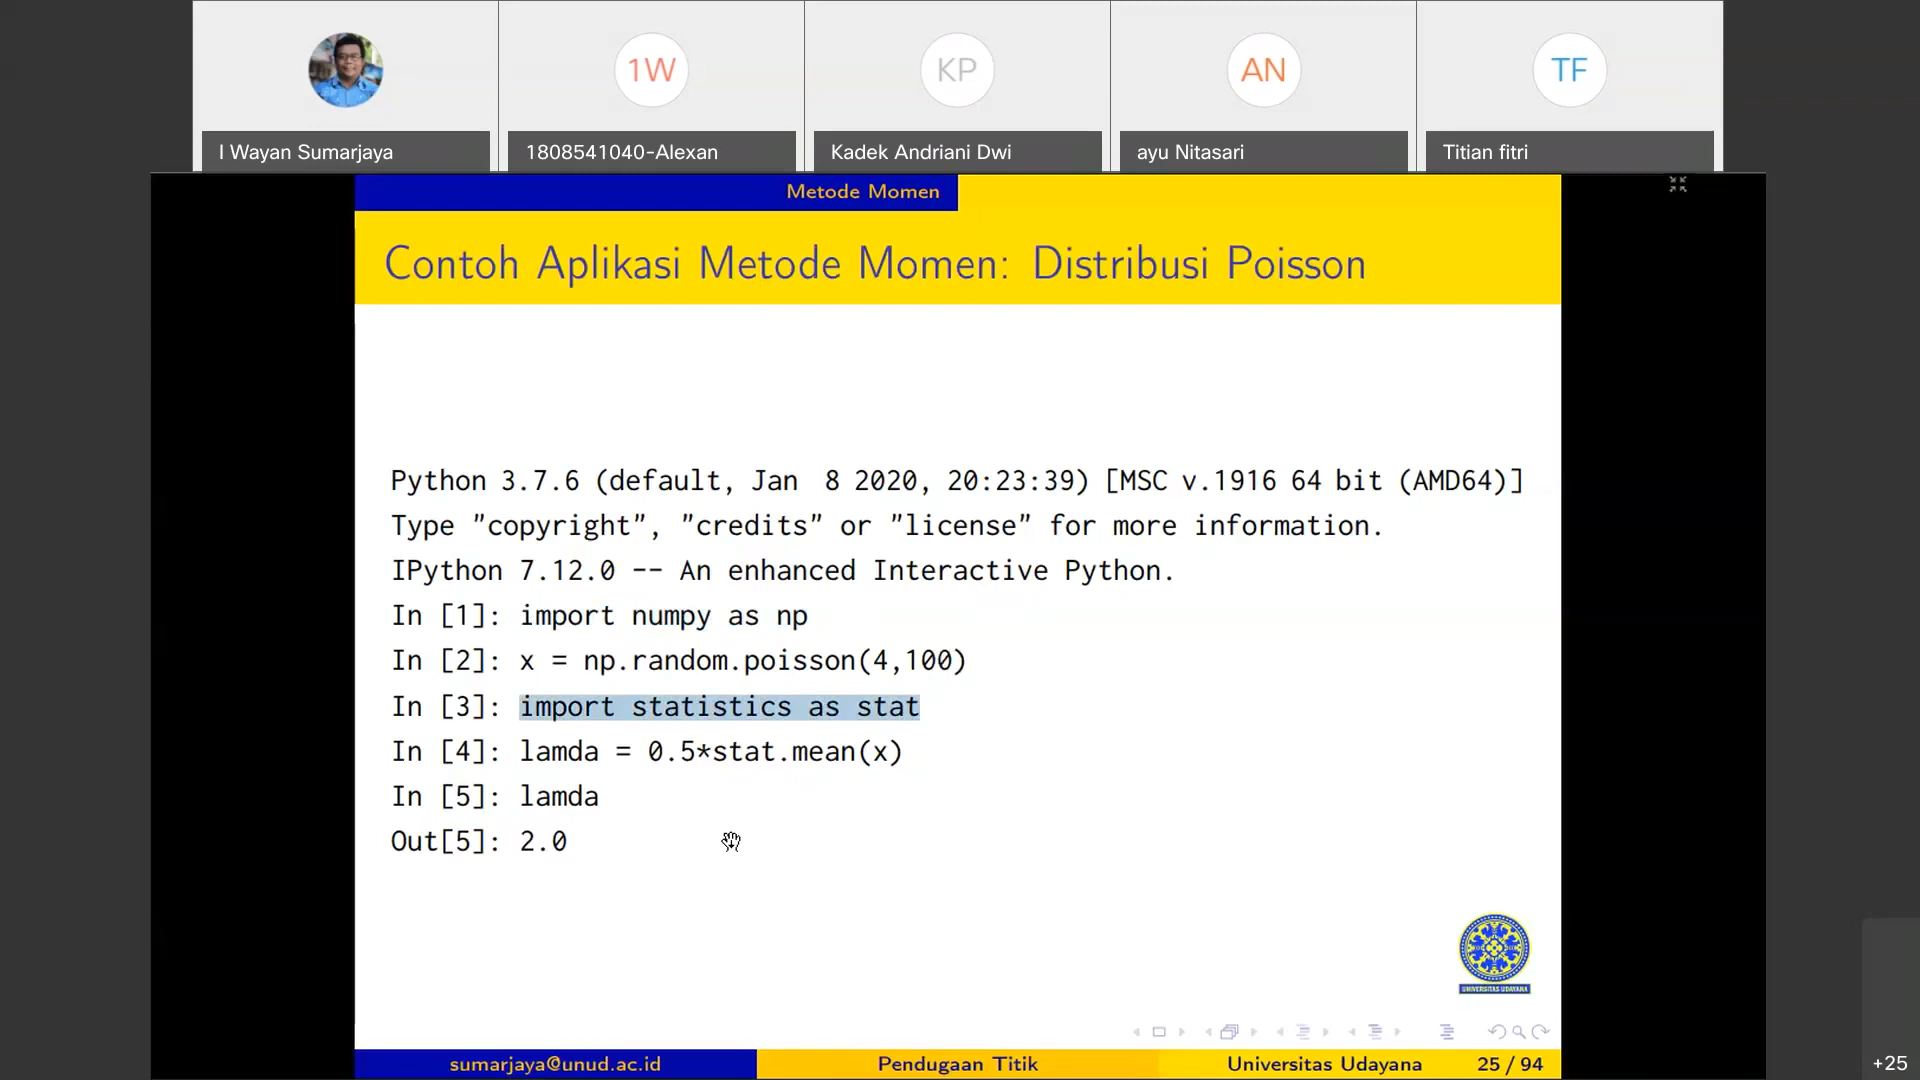 1W
KP
AN
TF
I Wayan Sumarjaya
1808541040-Alexan
Kadek Andriani Dwi
ayu Nitasari
Titian fitri
Metode Momen
Contoh Aplikasi Metode Momen: Distribusi Poisson
Python 3.7.6 (default, Jan  8 2020, 20:23:39) [MSC v.1916 64 bit (AMD64)]
Type "copyright", "credits" or "license" for more information.
IPython 7.12.0 -- An enhanced Interactive Python.
In [1]: import numpy as np
In [2]: x = np.random.poisson(4,100)
In [3]: import statistics as stat
In [4]: lamda = 0.5*stat.mean(x)
In [5]: lamda
Out[5]: 2.0
UNIVERSITAS UDAYANA
sumarjaya@unud.ac.id
Pendugaan Titik
Universitas Udayana
25 / 94
+25